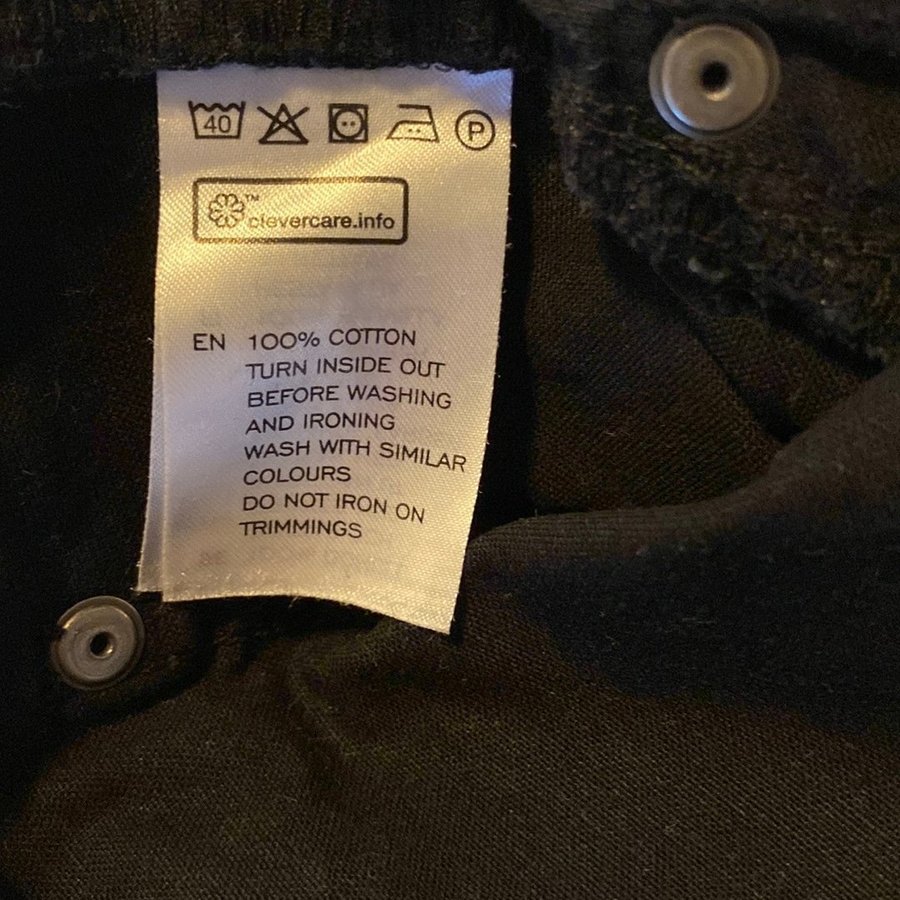 40
P
™
clevercare.info
EN 100% COTTON
TURN INSIDE OUT
BEFORE WASHING
AND IRONING
WASH WITH SIMILAR
COLOURS
DO NOT IRON ON
TRIMMINGS